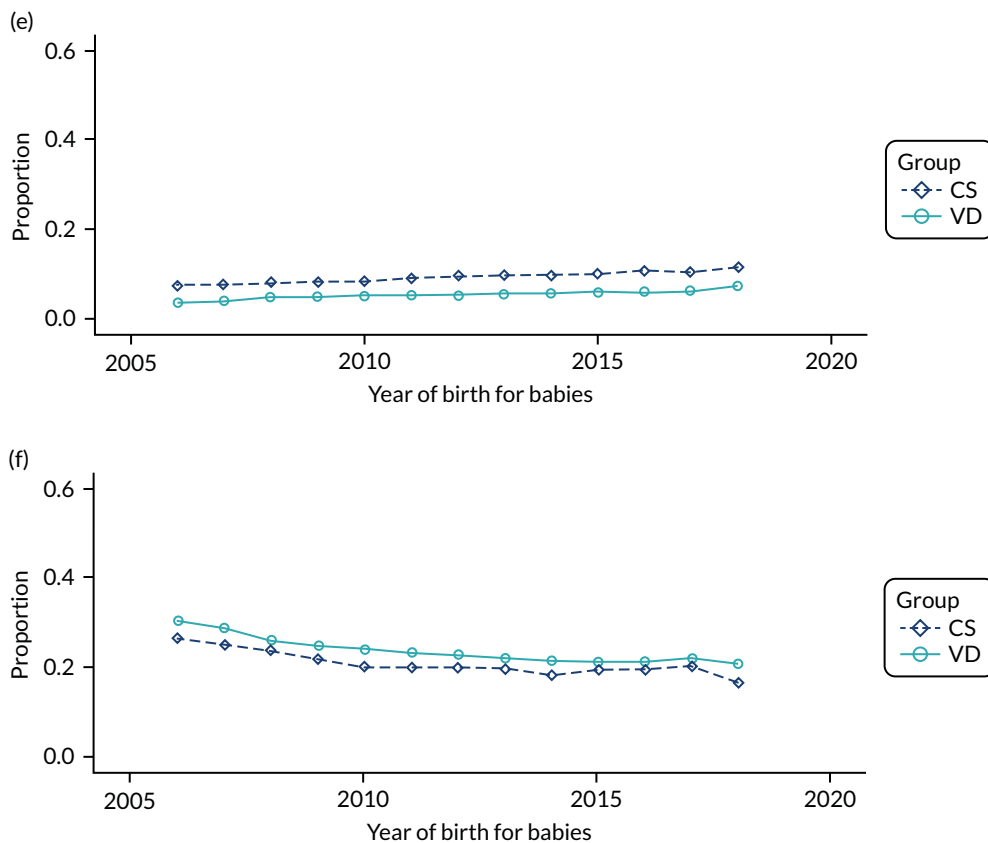 (e)
0.6
0.4
0.2
0.0
Proportion
2005 2010 2015 2020
Year of birth for babies
Group
CS
VD
(f)
0.6
0.4
0.2
0.0
Proportion
2005 2010 2015 2020
Year of birth for babies
Group
CS
VD